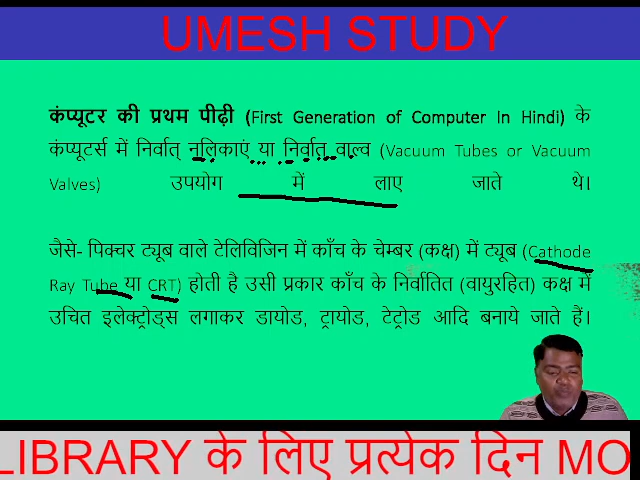 UMESH STUDY
कंप्यूटर की प्रथम पीढ़ी (First Generation of Computer In Hindi) के
कंप्यूटर्स में निर्वात् नलिकाएं या निर्वात् वाल्व (Vacuum Tubes or Vacuum
Valves) उपयोग में लाए जाते थे।
जैसे- पिक्चर ट्यूब वाले टेलिविजिन में काँच के चेम्बर (कक्ष) में ट्यूब (Cathode
Ray Tube या CRT) होती है उसी प्रकार काँच के निर्वातित (वायुरहित) कक्ष में
उचित इलेक्ट्रोड्स लगाकर डायोड, ट्रायोड, टेट्रोड आदि बनाये जाते हैं।
LIBRARY के लिए प्रत्येक दिन MO